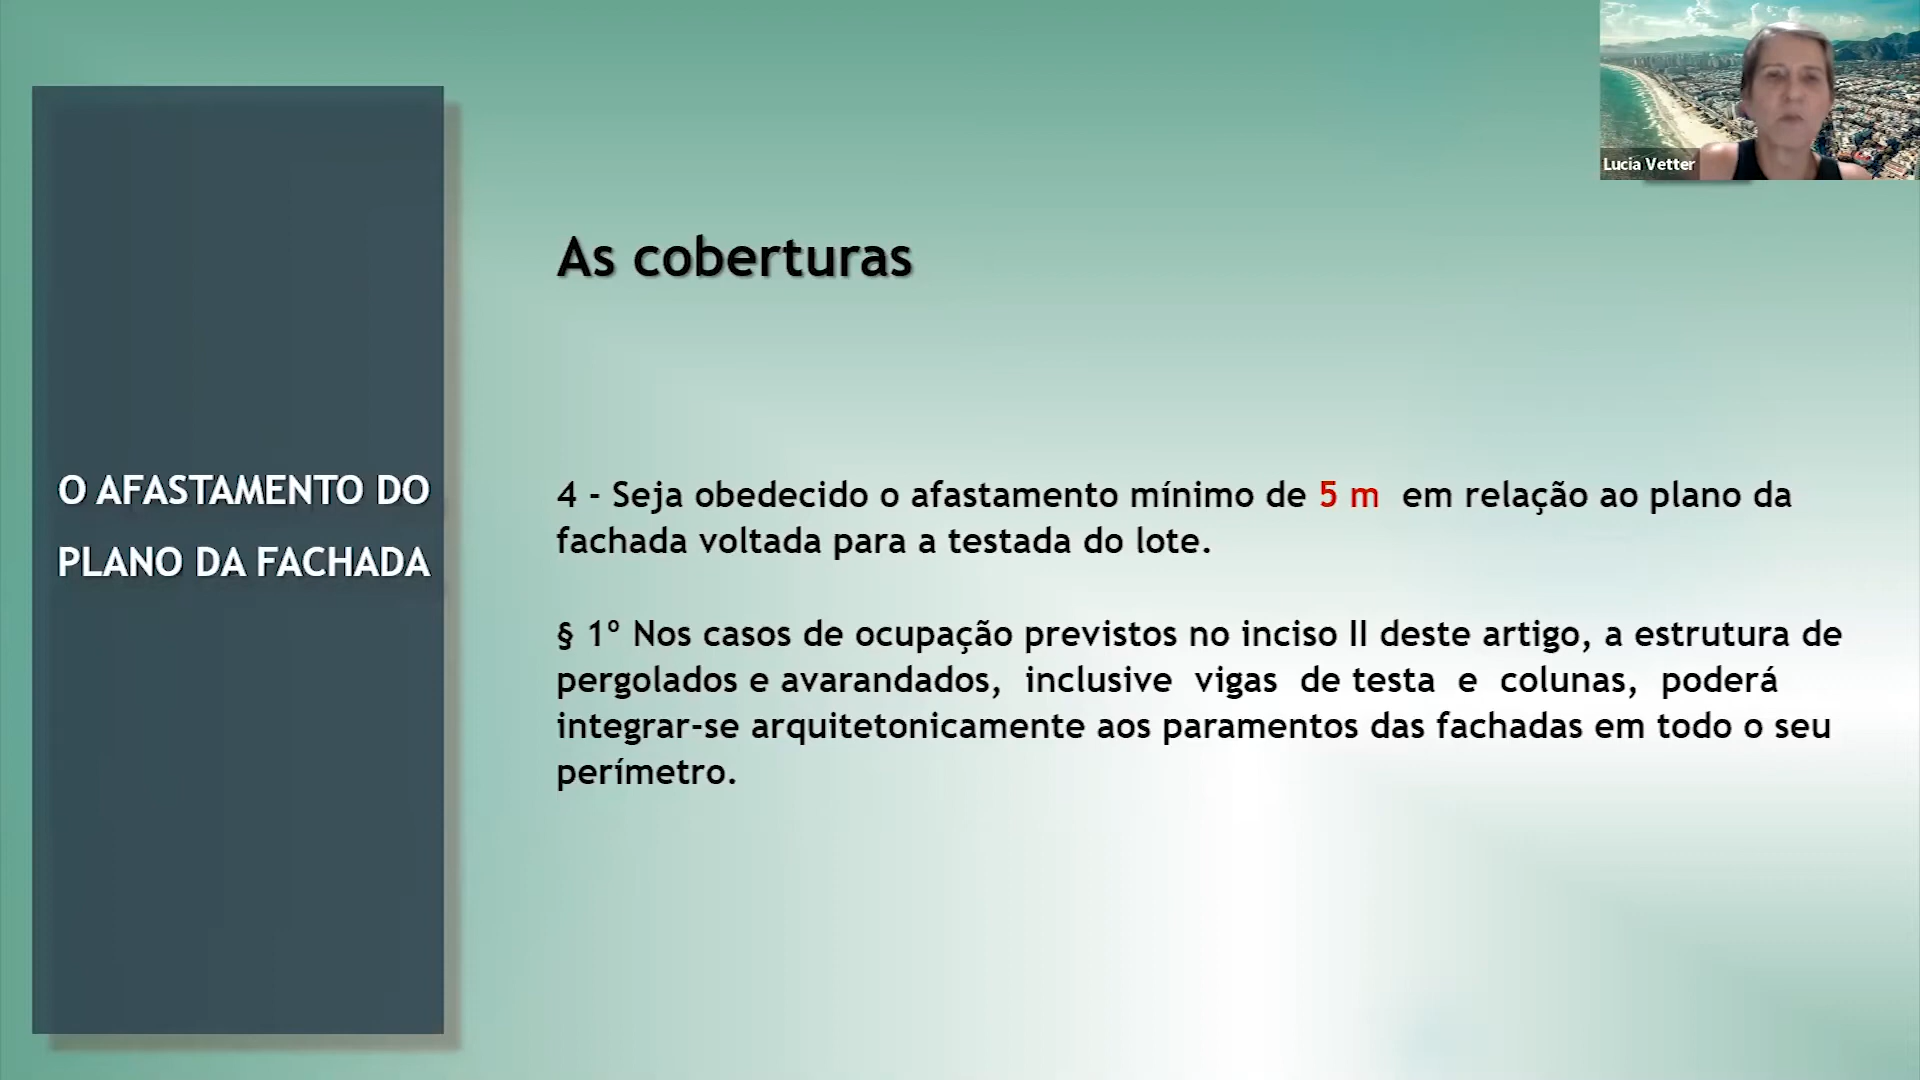 Lucia Vetter
As coberturas
O AFASTAMENTO DO
PLANO DA FACHADA
4 - Seja obedecido o afastamento mínimo de 5 m em relação ao plano da
fachada voltada para a testada do lote.
§ 1º Nos casos de ocupação previstos no inciso II deste artigo, a estrutura de
pergolados e avarandados, inclusive vigas de testa e colunas, poderá
integrar-se arquitetonicamente aos paramentos das fachadas em todo o seu
perímetro.